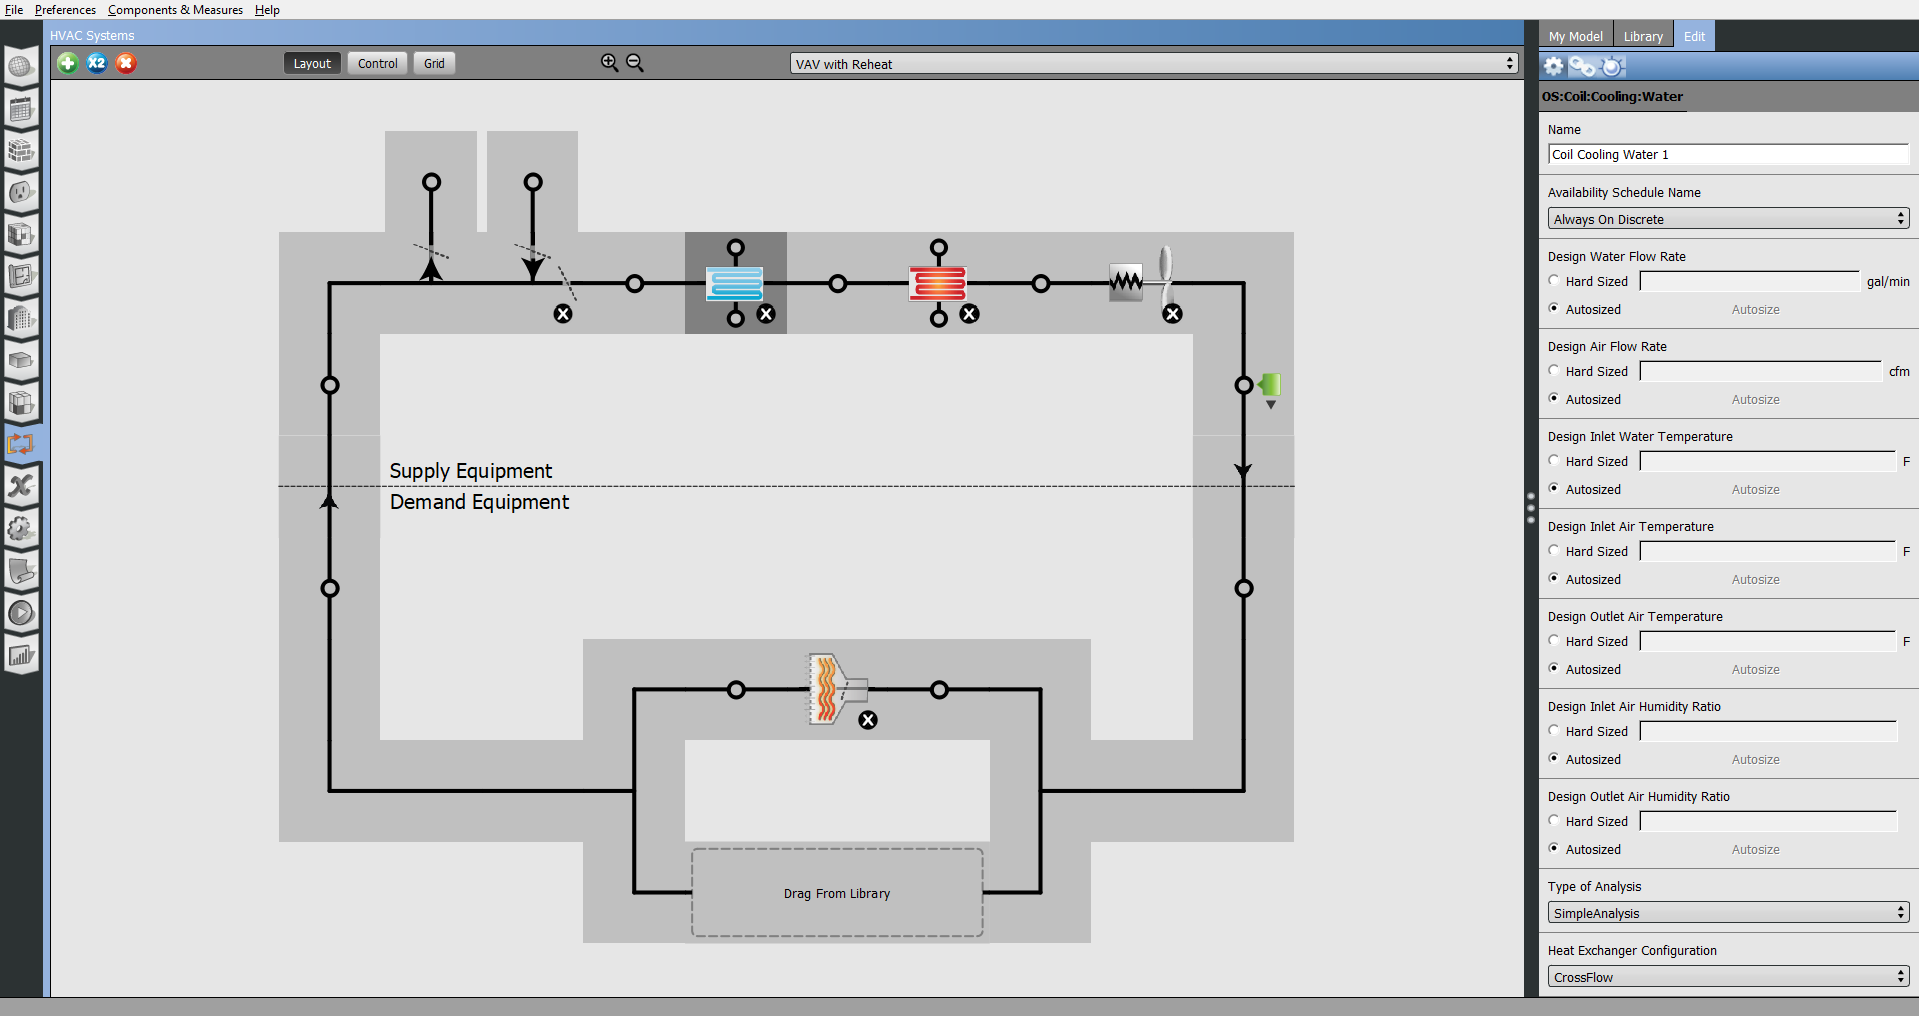 File Preferences Components & Measures Help
HVAC Systems
X2
Layout Control Grid
VAV with Reheat
Supply Equipment
Demand Equipment
Drag From Library
My Model Library Edit
OS:Coil:Cooling:Water
Name
Coil Cooling Water 1
Availability Schedule Name
Always On Discrete
Design Water Flow Rate
Hard Sized gal/min
Autosized Autosize
Design Air Flow Rate
Hard Sized cfm
Autosized Autosize
Design Inlet Water Temperature
Hard Sized F
Autosized Autosize
Design Inlet Air Temperature
Hard Sized F
Autosized Autosize
Design Outlet Air Temperature
Hard Sized F
Autosized Autosize
Design Inlet Air Humidity Ratio
Hard Sized
Autosized Autosize
Design Outlet Air Humidity Ratio
Hard Sized
Autosized Autosize
Type of Analysis
SimpleAnalysis
Heat Exchanger Configuration
CrossFlow